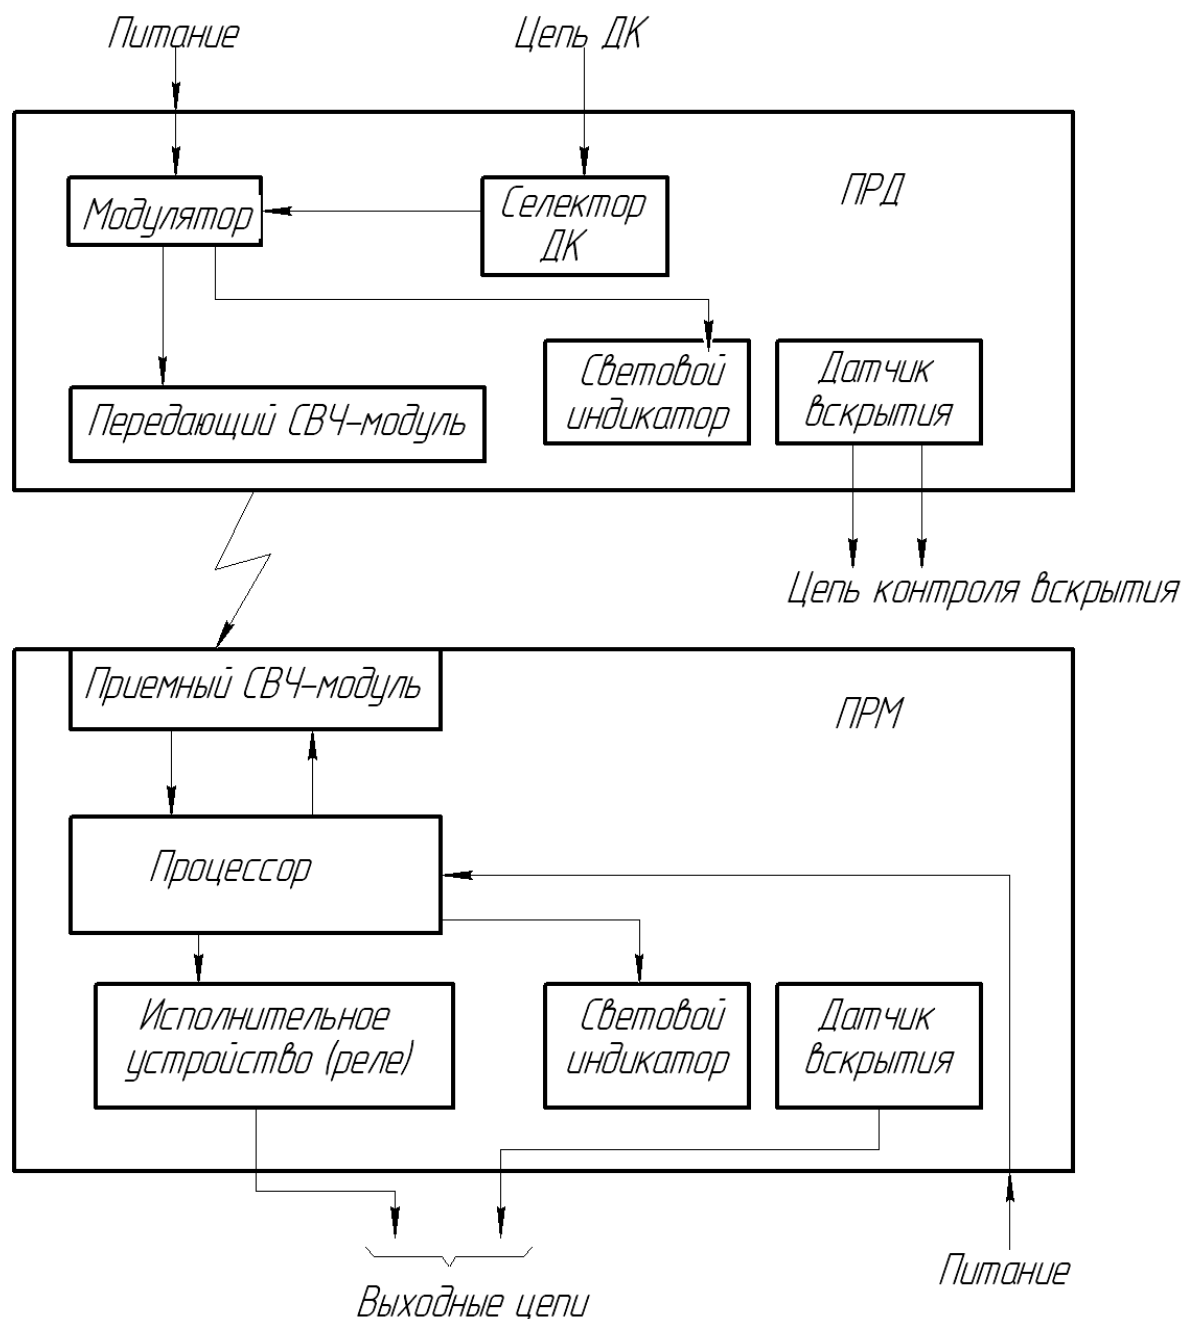 Питание
Цепь ДК
ПРД
Модулятор
Селектор
ДК
Световой
индикатор
Датчик
вскрытия
Передающий СВЧ-модуль
Цепь контроля вскрытия
Приемный СВЧ-модуль
ПРМ
Процессор
Исполнительное
устройство (реле)
Световой
индикатор
Датчик
вскрытия
Питание
Выходные цепи